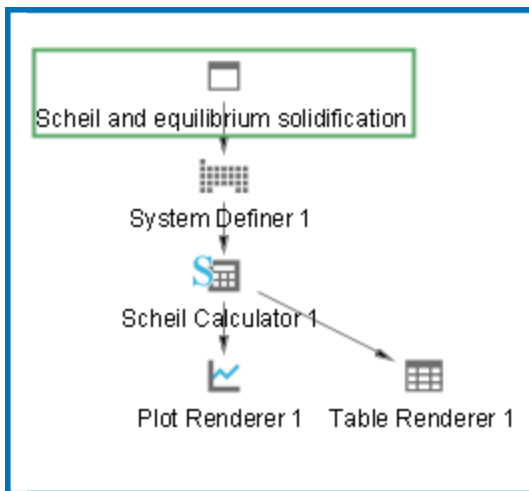 Scheil and equilibrium solidification
System Definer 1
S
Scheil Calculator 1
Plot Renderer 1
Table Renderer 1